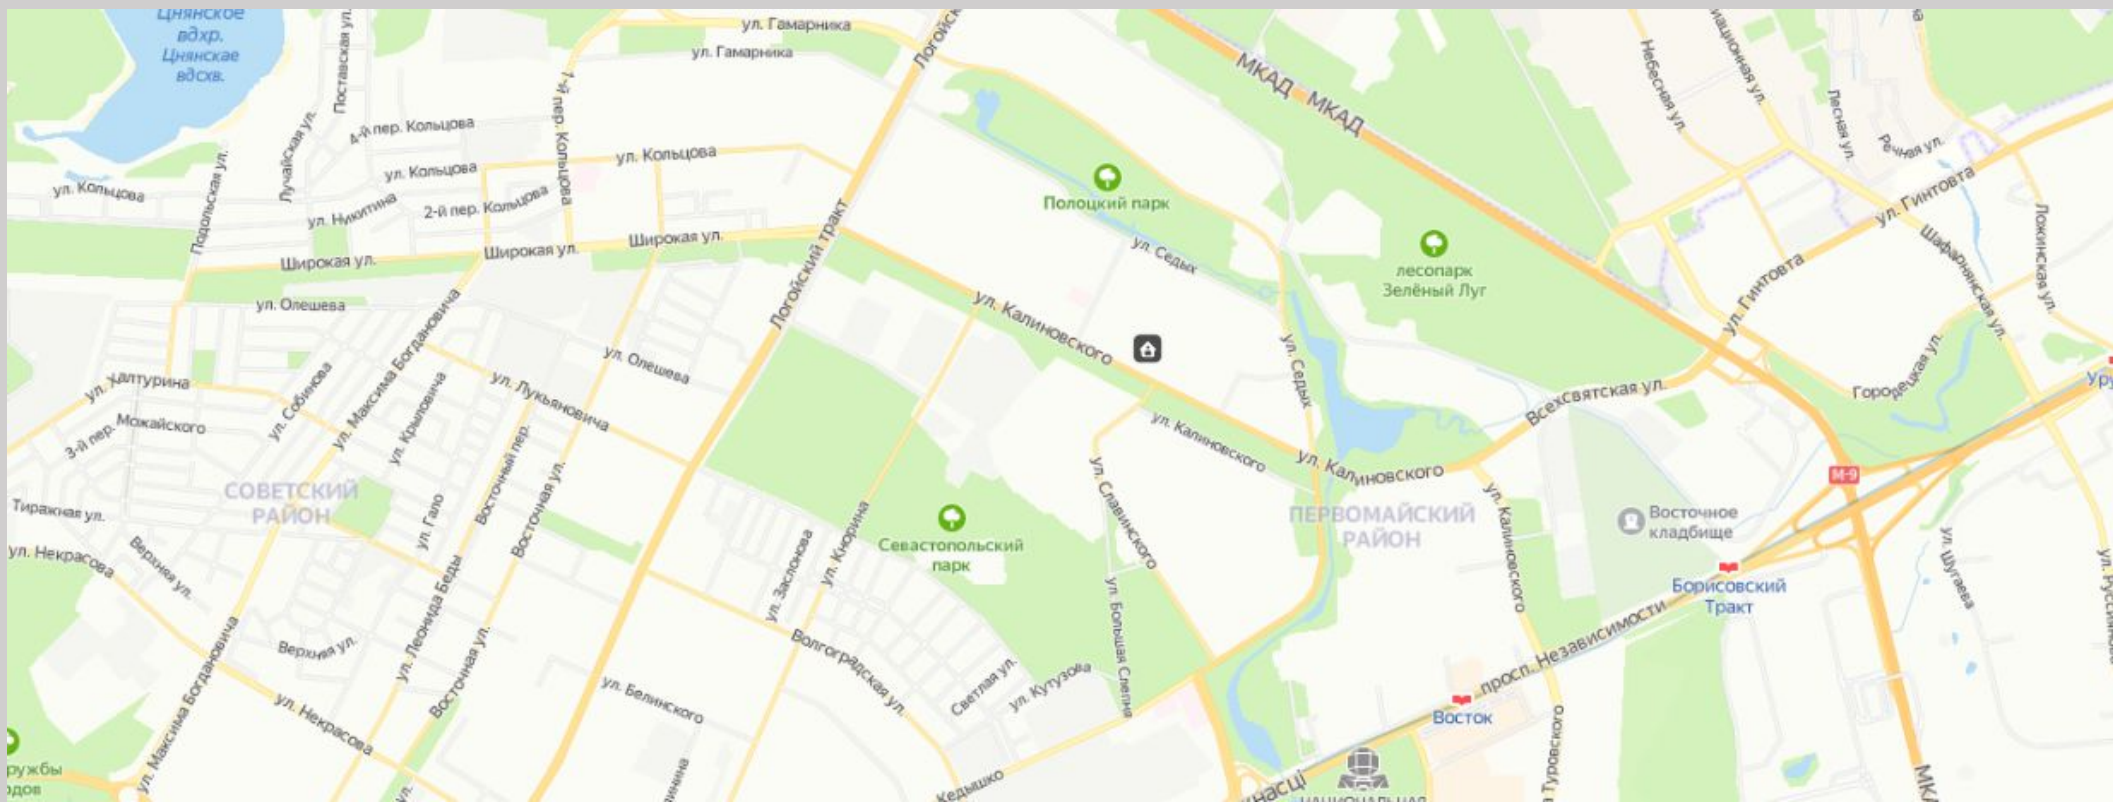 Цнянское
вдхр.
Цнянскае
вдсхв.
Поставская ул.
ул. Гамарника
ул. Гамарника
1-й пер. Кольцова
МКАД
МКАД
Небесная ул.
Лесная ул.
Речная ул.
Лучайская ул.
4-й пер. Кольцова
ул. Кольцова
ул. Кольцова
ул. Кольцова
Подольская ул.
ул. Никитина
2-й пер. Кольцова
Полоцкий парк
ул. Гинтовта
Ложинская ул.
Широкая ул.
Широкая ул.
Широкая ул.
Логойский тракт
ул. Седых
лесопарк
Зелёный Луг
ул. Гинтовта
Шафарнянская ул.
ул. Олешева
ул. Максима Богдановича
ул. Калиновского
ул. Седых
Городецкая ул.
ул. Халтурина
ул. Собинова
ул. Крыловича
ул. Лукьяновича
ул. Олешева
Всехсвятская ул.
3-й пер. Можайского
ул. Калиновского
ул. Калиновского
М-9
СОВЕТСКИЙ
РАЙОН
Тиражная ул.
ул. Гало
Восточный пер.
Восточная ул.
ул. Славинского
ПЕРВОМАЙСКИЙ
РАЙОН
ул. Калиновского
Восточное
кладбище
ул. Некрасова
Верхняя ул.
Севастопольский
парк
ул. Кнорина
ул. Заслонова
ул. Шугаева
Борисовский
Тракт
ул. Леонида Беды
ул. Большая Слепня
Верхняя ул.
Восточная ул.
Волгоградская ул.
Светлая ул.
ул. Кутузова
просп. Независимости
ул. Максима Богдановича
ул. Некрасова
ул. Белинского
Восток
Кедышко